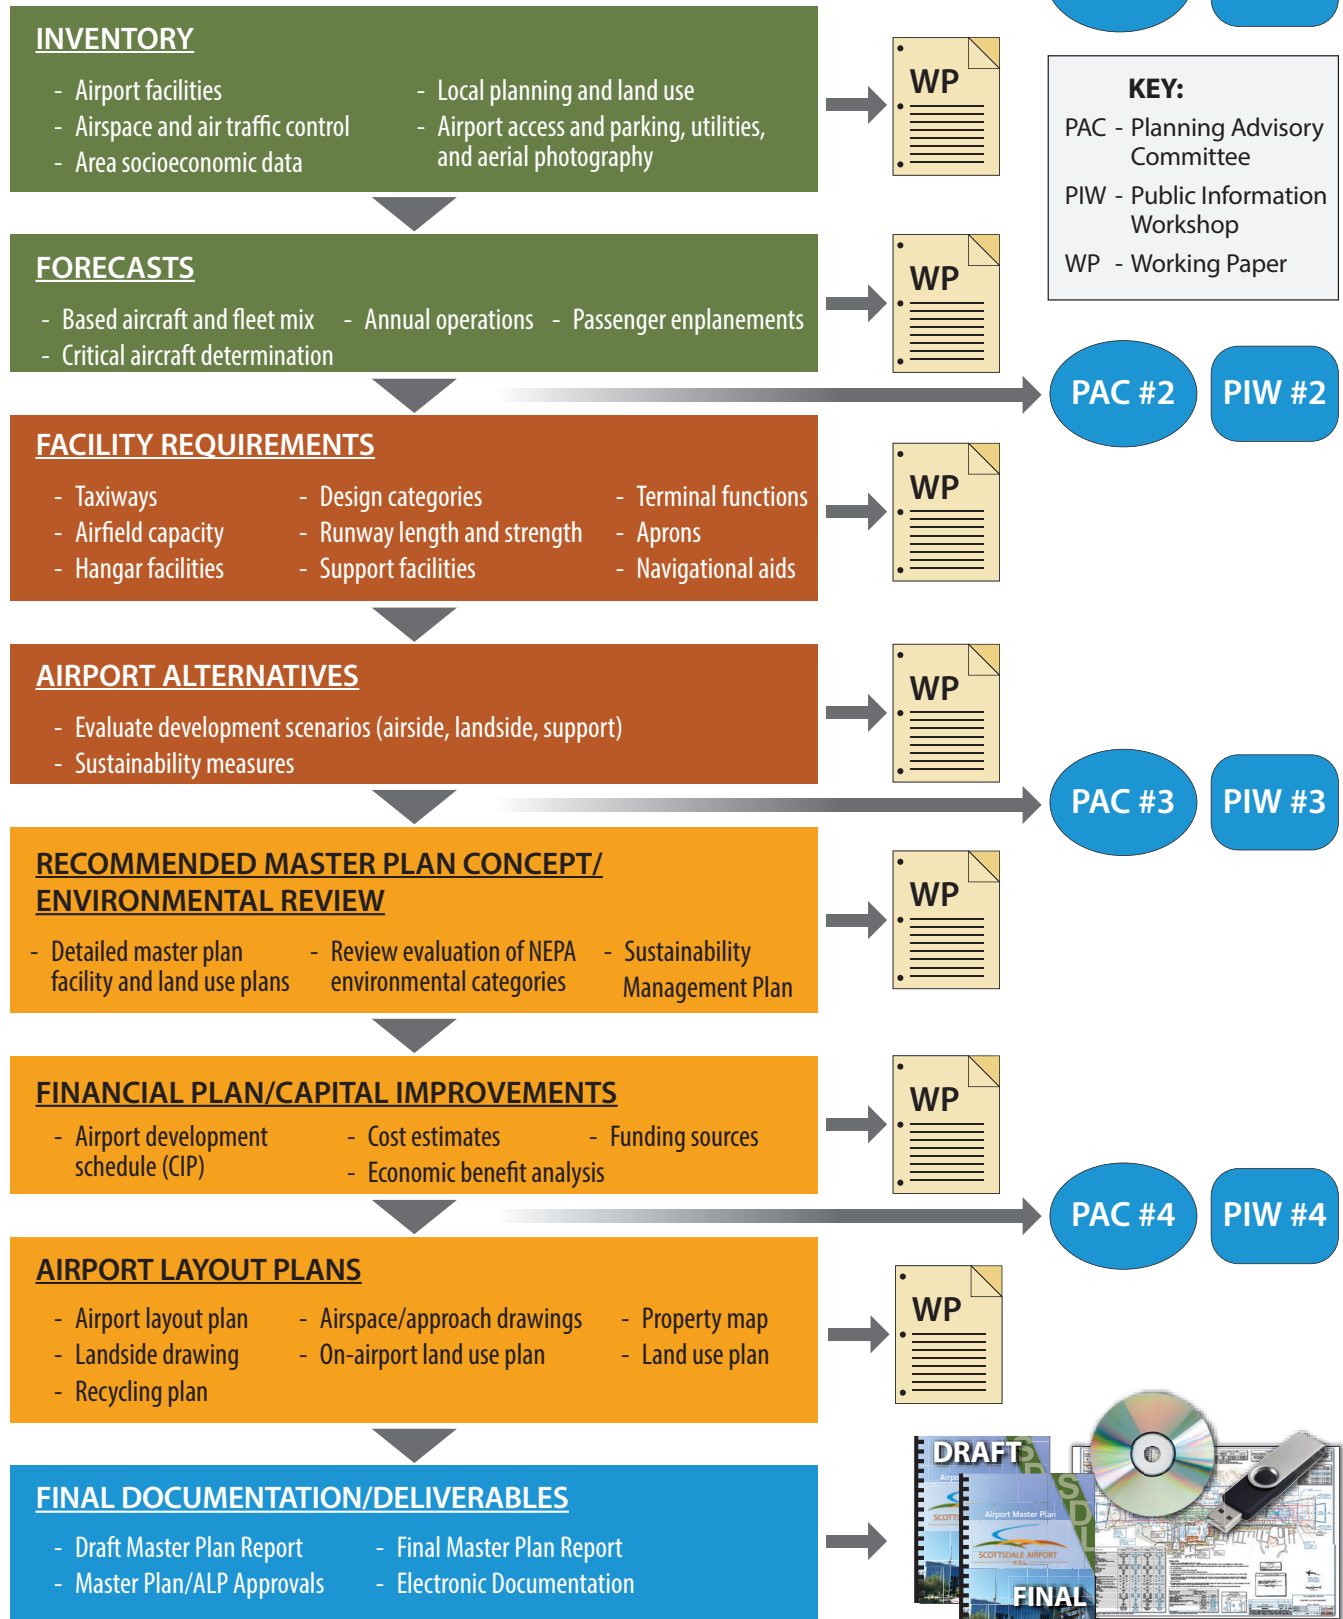 INVENTORY
- Airport facilities
- Airspace and air traffic control
- Area socioeconomic data
- Local planning and land use
- Airport access and parking, utilities,
and aerial photography
WP
KEY:
PAC - Planning Advisory
Committee
PIW - Public Information
Workshop
WP - Working Paper
FORECASTS
- Based aircraft and fleet mix - Annual operations - Passenger enplanements
- Critical aircraft determination
WP
PAC #2
PIW #2
FACILITY REQUIREMENTS
- Taxiways
- Airfield capacity
- Hangar facilities
- Design categories
- Runway length and strength
- Support facilities
- Terminal functions
- Aprons
- Navigational aids
WP
AIRPORT ALTERNATIVES
- Evaluate development scenarios (airside, landside, support)
- Sustainability measures
WP
PAC #3
PIW #3
RECOMMENDED MASTER PLAN CONCEPT/
ENVIRONMENTAL REVIEW
- Detailed master plan
facility and land use plans
- Review evaluation of NEPA
environmental categories
- Sustainability
Management Plan
WP
FINANCIAL PLAN/CAPITAL IMPROVEMENTS
- Airport development
schedule (CIP)
- Cost estimates
- Economic benefit analysis
- Funding sources
WP
PAC #4
PIW #4
AIRPORT LAYOUT PLANS
- Airport layout plan
- Landside drawing
- Recycling plan
- Airspace/approach drawings
- On-airport land use plan
- Property map
- Land use plan
WP
FINAL DOCUMENTATION/DELIVERABLES
- Draft Master Plan Report
- Master Plan/ALP Approvals
- Final Master Plan Report
- Electronic Documentation
DRAFT
Airport Master Plan
SCOTTSDALE AIRPORT
FINAL